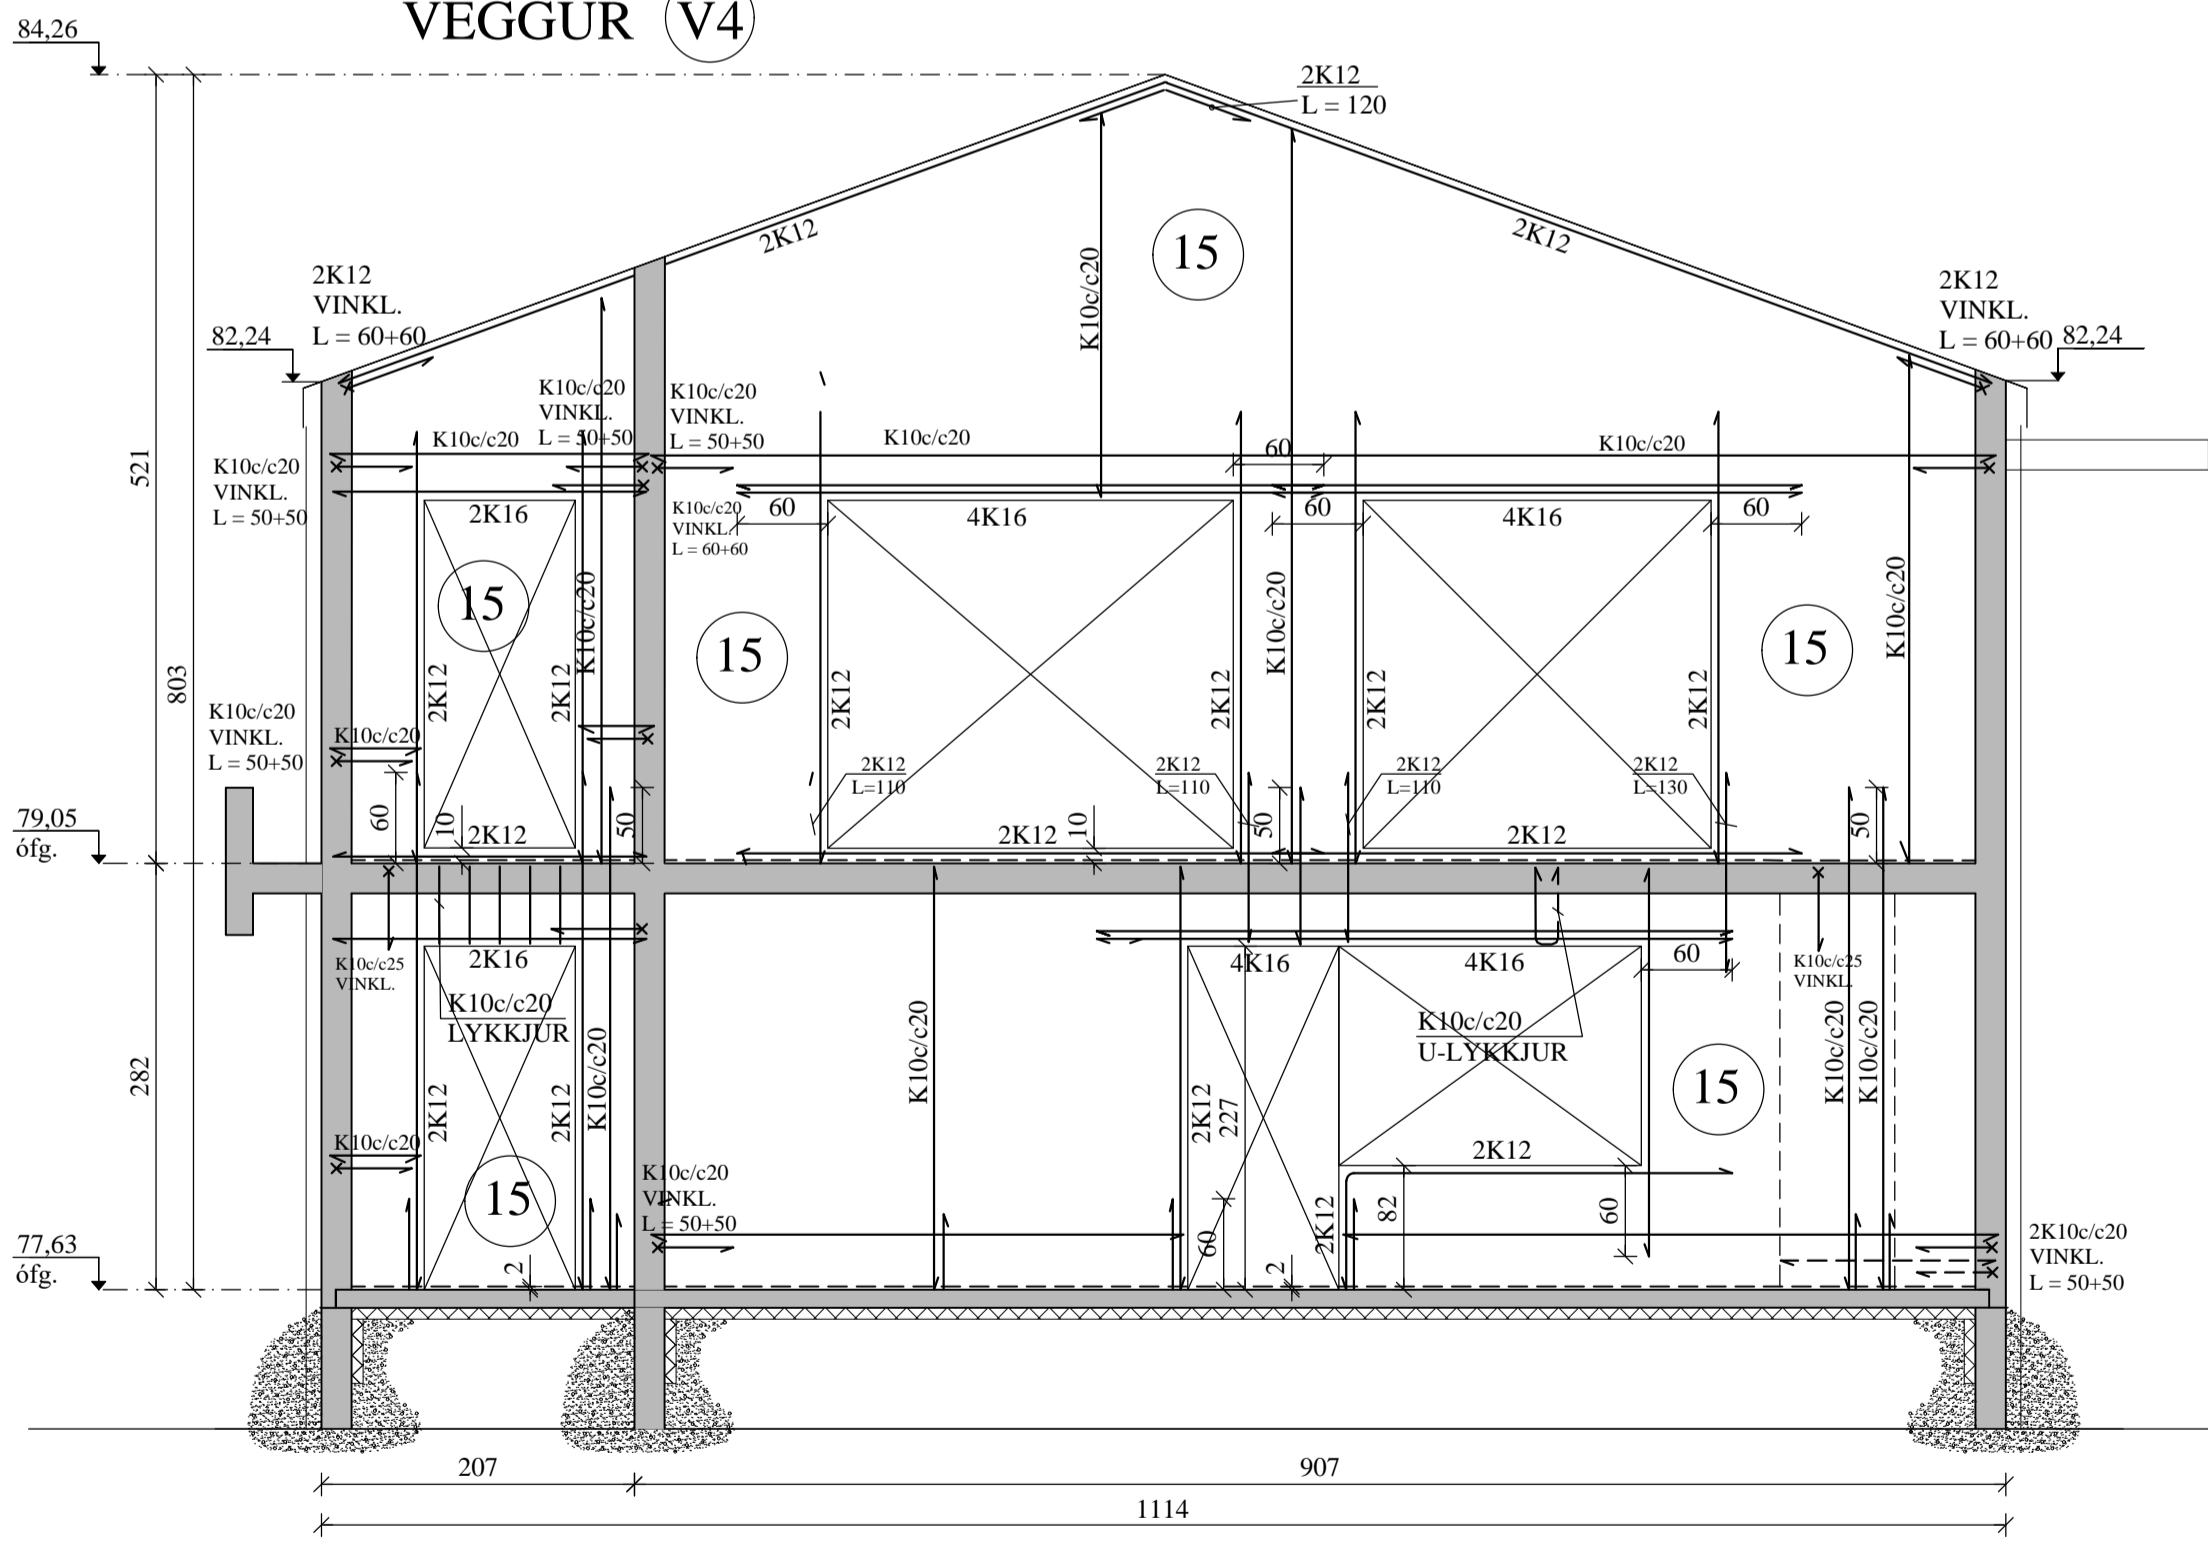 VEGGUR V4
84,26
2K12
L = 120
2K12
2K12
15
K10c/c20
2K12
VINKL.
L = 60+60
82,24
2K12
VINKL.
L = 60+60
82,24
K10c/c20
VINKL.
L = 50+50
K10c/c20
VINKL.
L = 50+50
K10c/c20
K10c/c20
60
K10c/c20
521
K10c/c20
VINKL.
L = 50+50
2K16
K10c/c20
VINKL.
L = 60+60
60
4K16
60
4K16
60
15
K10c/c20
15
K10c/c20
15
K10c/c20
803
2K12
2K12
2K12
2K12
2K12
2K12
K10c/c20
VINKL.
L = 50+50
K10c/c20
2K12
L=110
2K12
L=110
2K12
L=110
2K12
L=130
60
10
2K12
50
2K12
10
50
2K12
50
79,05
ófg.
K10c/c25
VINKL.
2K16
4K16
4K16
60
K10c/c25
VINKL.
K10c/c20
LYKKJUR
K10c/c20
U-LYKKJUR
282
2K12
2K12
K10c/c20
K10c/c20
2K12
227
15
K10c/c20
K10c/c20
K10c/c20
2K12
15
K10c/c20
VINKL.
L = 50+50
60
2K12
82
60
77,63
ófg.
2
2
2K10c/c20
VINKL.
L = 50+50
207
907
1114